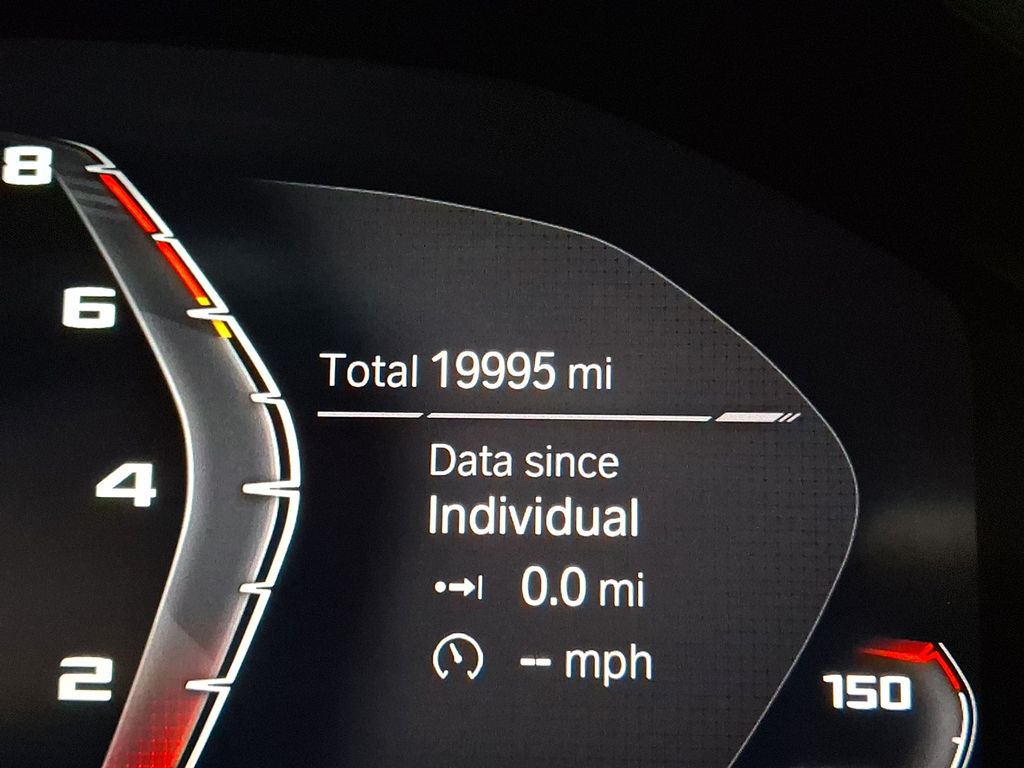 8
6
Total 19995 mi
Data since
4
Individual
0.0 mi
-- mph
2
150